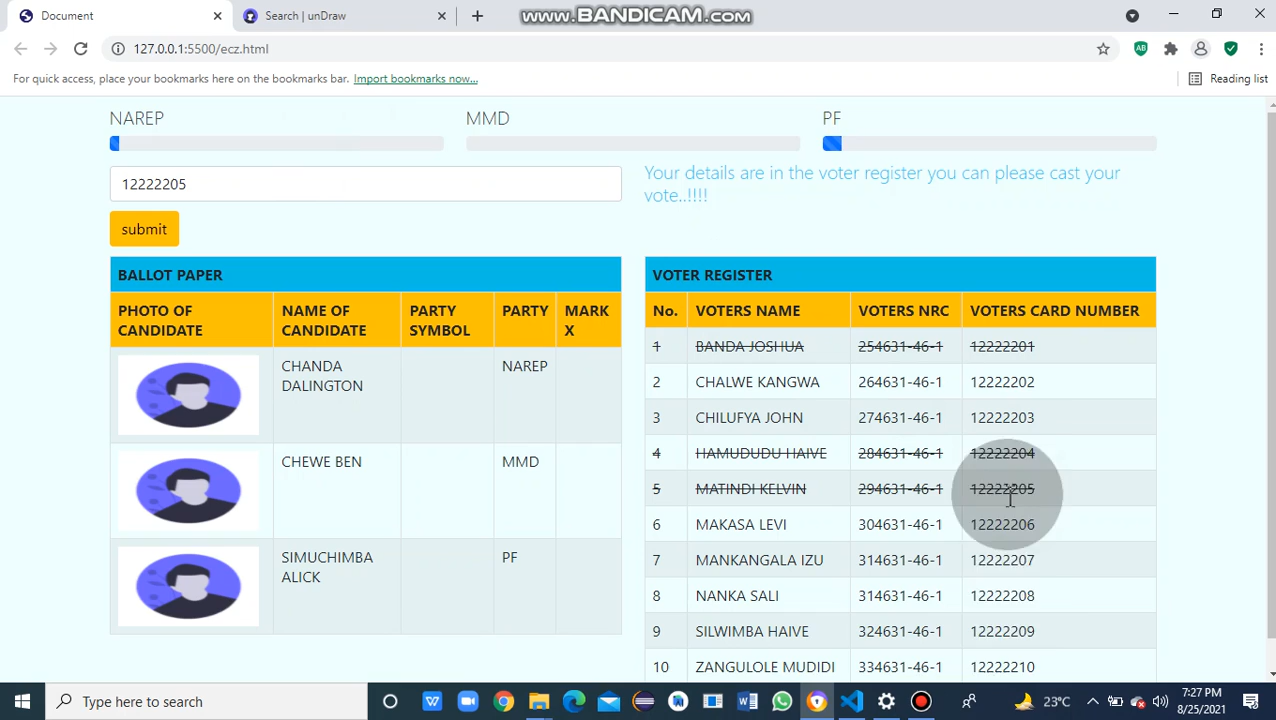 Document
Search | unDraw
www.BANDICAM.com
127.0.0.1:5500/ecz.html
AB
For quick access, place your bookmarks here on the bookmarks bar. Import bookmarks now...
Reading list
NAREP MMD PF
12222205
Your details are in the voter register you can please cast your
vote..!!!!
submit
BALLOT PAPER
PHOTO OF
CANDIDATE
NAME OF
CANDIDATE
PARTY
SYMBOL
PARTY
MARK
X
CHANDA
DALINGTON
NAREP
CHEWE BEN MMD
SIMUCHIMBA
ALICK
PF
VOTER REGISTER
No. VOTERS NAME VOTERS NRC VOTERS CARD NUMBER
1 BANDA JOSHUA 254631-46-1 12222201
2 CHALWE KANGWA 264631-46-1 12222202
3 CHILUFYA JOHN 274631-46-1 12222203
4 HAMUDUDU HAIVE 284631-46-1 12222204
5 MATINDI KELVIN 294631-46-1 12222205
6 MAKASA LEVI 304631-46-1 12222206
7 MANKANGALA IZU 314631-46-1 12222207
8 NANKA SALI 314631-46-1 12222208
9 SILWIMBA HAIVE 324631-46-1 12222209
10 ZANGULOLE MUDIDI 334631-46-1 12222210
Type here to search
23°C
7:27 PM
8/25/2021